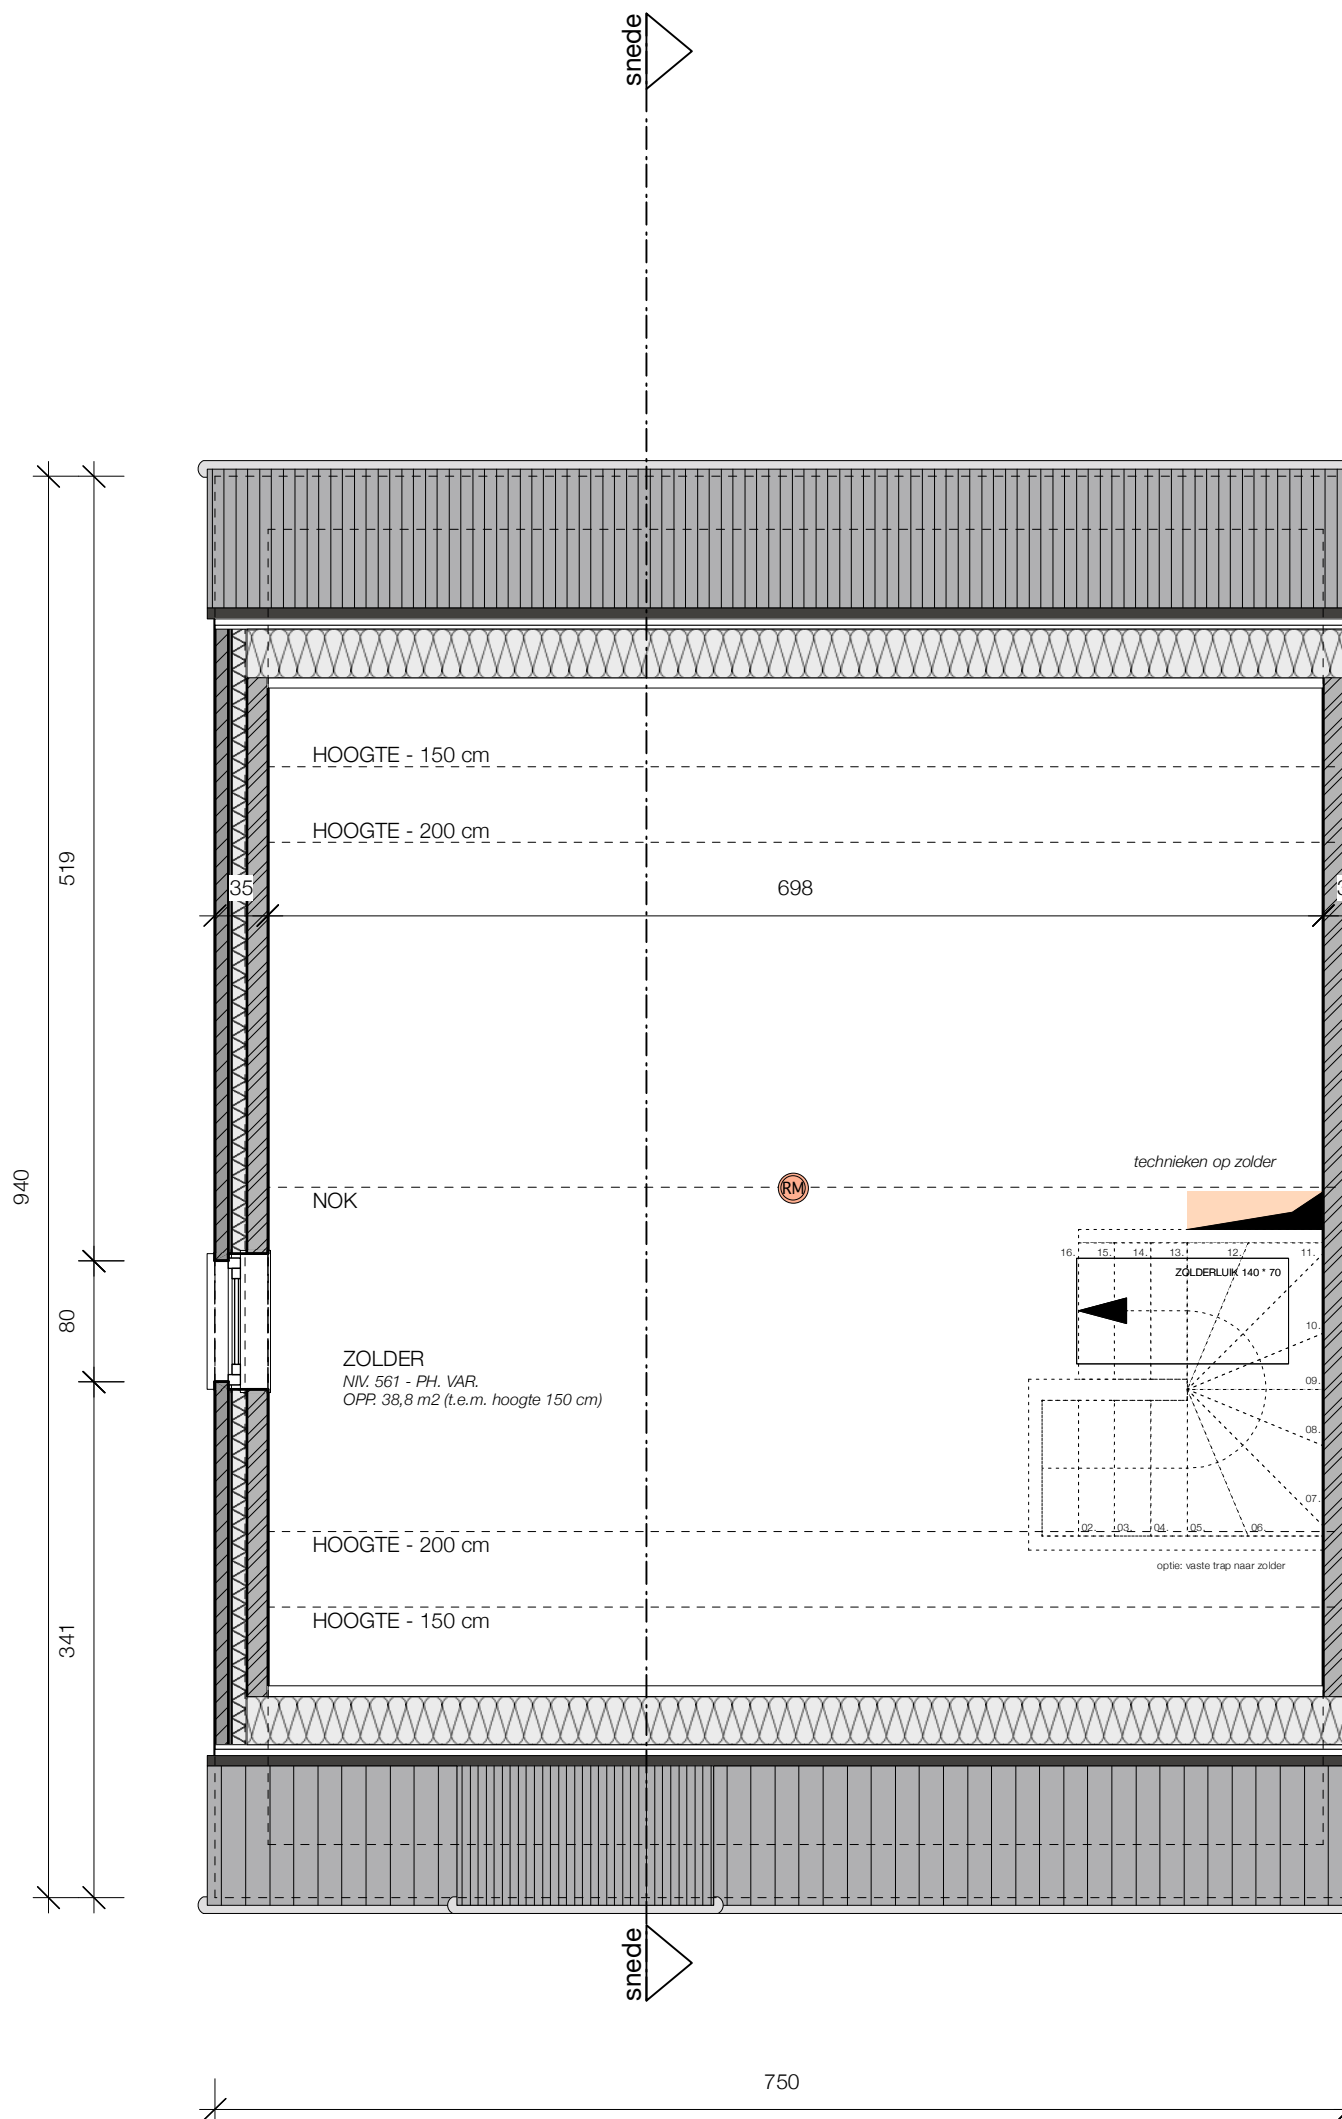 snede
HOOGTE - 150 cm
HOOGTE - 200 cm
519
35
698
technieken op zolder
940
NOK
RM
16.
15.
14.
13.
12.
11.
ZOLDERLUIK 140 * 70
80
10.
ZOLDER
NIV. 561 - PH. VAR.
OPP. 38,8 m2 (t.e.m. hoogte 150 cm)
09.
08.
07.
02.
03.
04.
05.
06.
HOOGTE - 200 cm
optie: vaste trap naar zolder
HOOGTE - 150 cm
341
snede
750